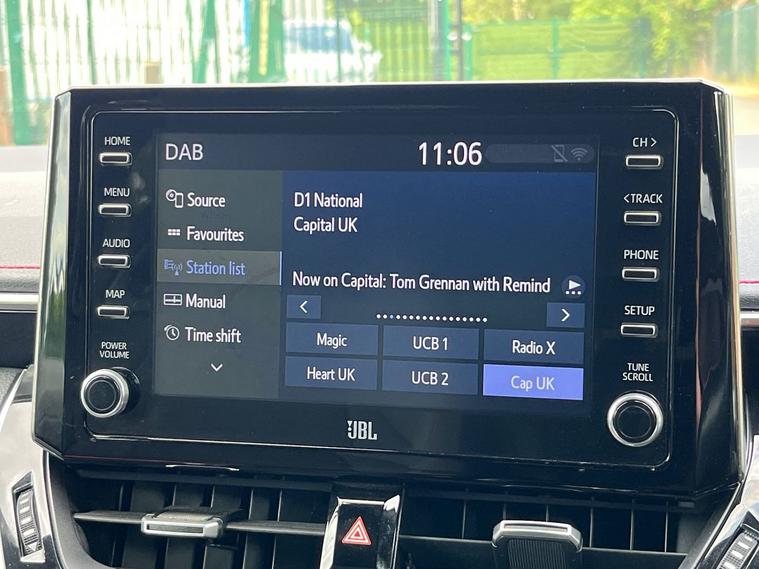 HOME
MENU
AUDIO
MAP
POWER
VOLUME
DAB
11:06
Source
Favourites
Station list
Manual
Time shift
D1 National
Capital UK
Now on Capital: Tom Grennan with Remind
Magic
UCB 1
Radio X
Heart UK
UCB 2
Cap UK
CH >
< TRACK
PHONE
SETUP
TUNE
SCROLL
JBL